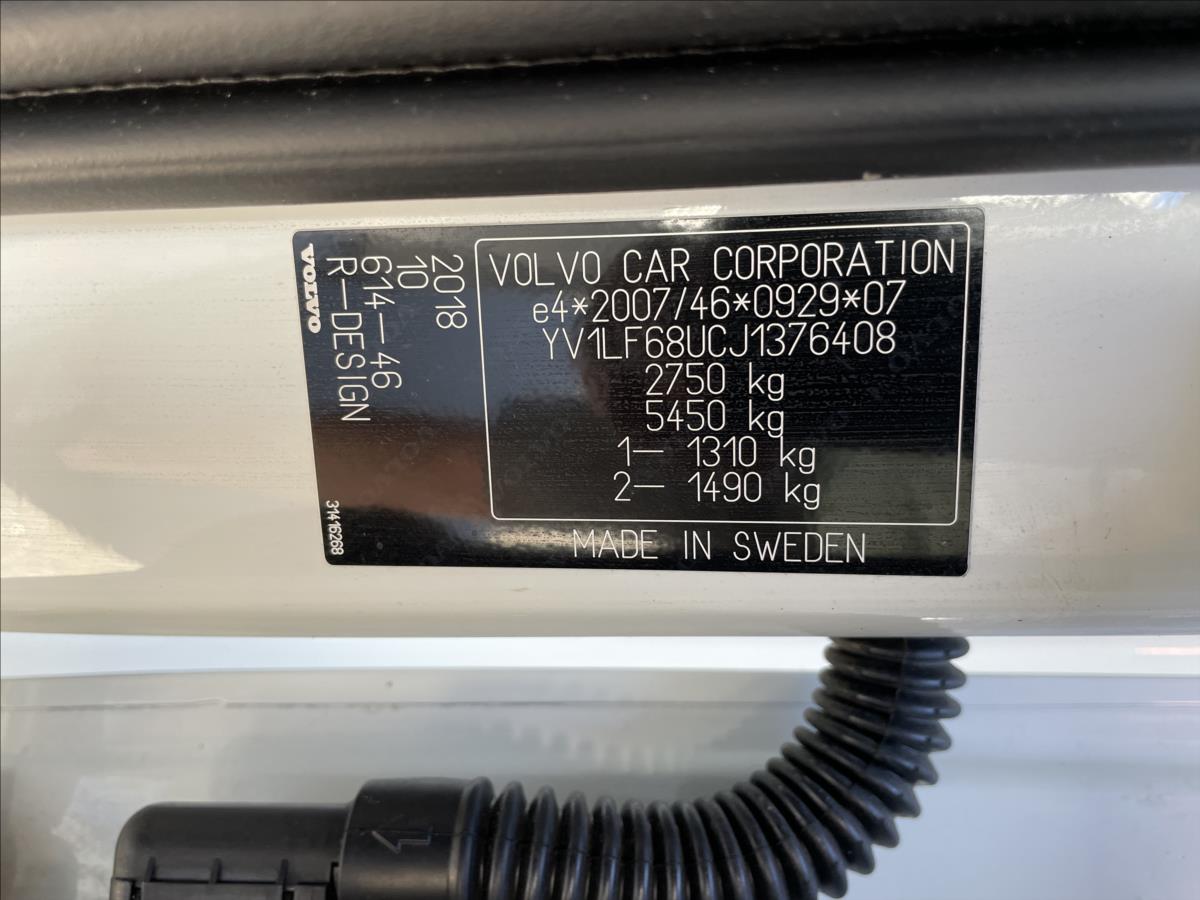 VOLVO CAR CORPORATION
e4*2007/46*0929*07
YV1LF68UCJ1376408
2750 kg
5450 kg
1— 1310 kg
2— 1490 kg
MADE IN SWEDEN
2018
10
614—46
R—DESIGN
VOLVO
31416268